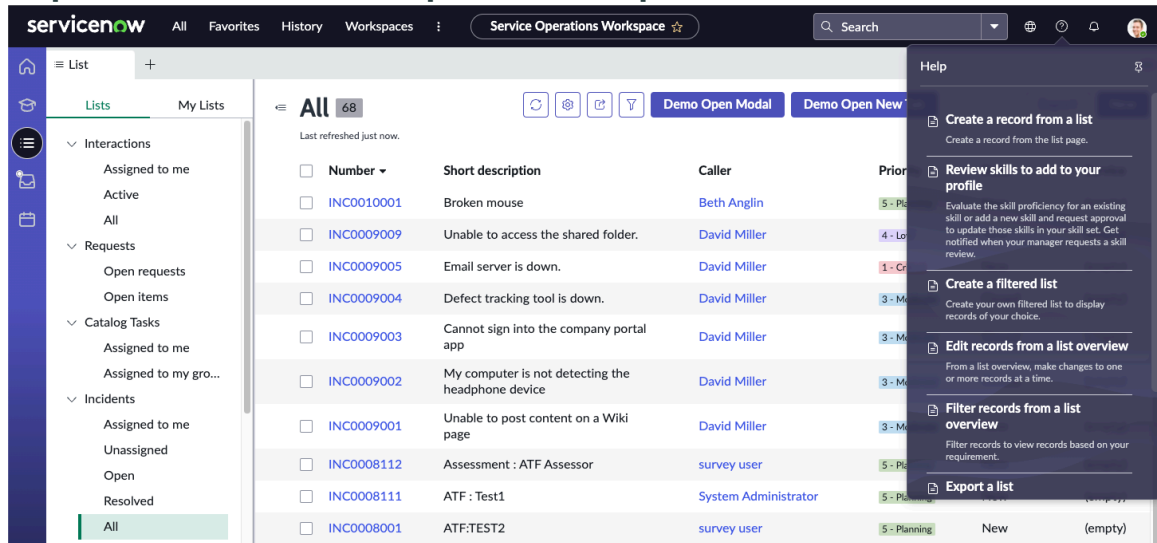 servicenow All Favorites History Workspaces Service Operations Workspace Search
List
Lists My Lists
Interactions
Assigned to me
Active
All
Requests
Open requests
Open items
Catalog Tasks
Assigned to me
Assigned to my gro...
Incidents
Assigned to me
Unassigned
Open
Resolved
All
All 68
Last refreshed just now.
Demo Open Modal Demo Open New
Number Short description Caller Prior
INC0010001 Broken mouse Beth Anglin 5 - Pla
INC0009009 Unable to access the shared folder. David Miller 4 - Lo
INC0009005 Email server is down. David Miller 1 - Cr
INC0009004 Defect tracking tool is down. David Miller 3 - Mo
INC0009003 Cannot sign into the company portal
app David Miller 3 - Mo
INC0009002 My computer is not detecting the
headphone device David Miller 3 - Mo
INC0009001 Unable to post content on a Wiki
page David Miller 3 - Mo
INC0008112 Assessment : ATF Assessor survey user 5 - Pla
INC0008111 ATF : Test1 System Administrator 5 - Planning New (empty)
INC0008001 ATF:TEST2 survey user 5 - Planning New (empty)
Help
Create a record from a list
Create a record from the list page.
Review skills to add to your
profile
Evaluate the skill proficiency for an existing
skill or add a new skill and request approval
to update those skills in your skill set. Get
notified when your manager requests a skill
review.
Create a filtered list
Create your own filtered list to display
records of your choice.
Edit records from a list overview
From a list overview, make changes to one
or more records at a time.
Filter records from a list
overview
Filter records to view records based on your
requirement.
Export a list